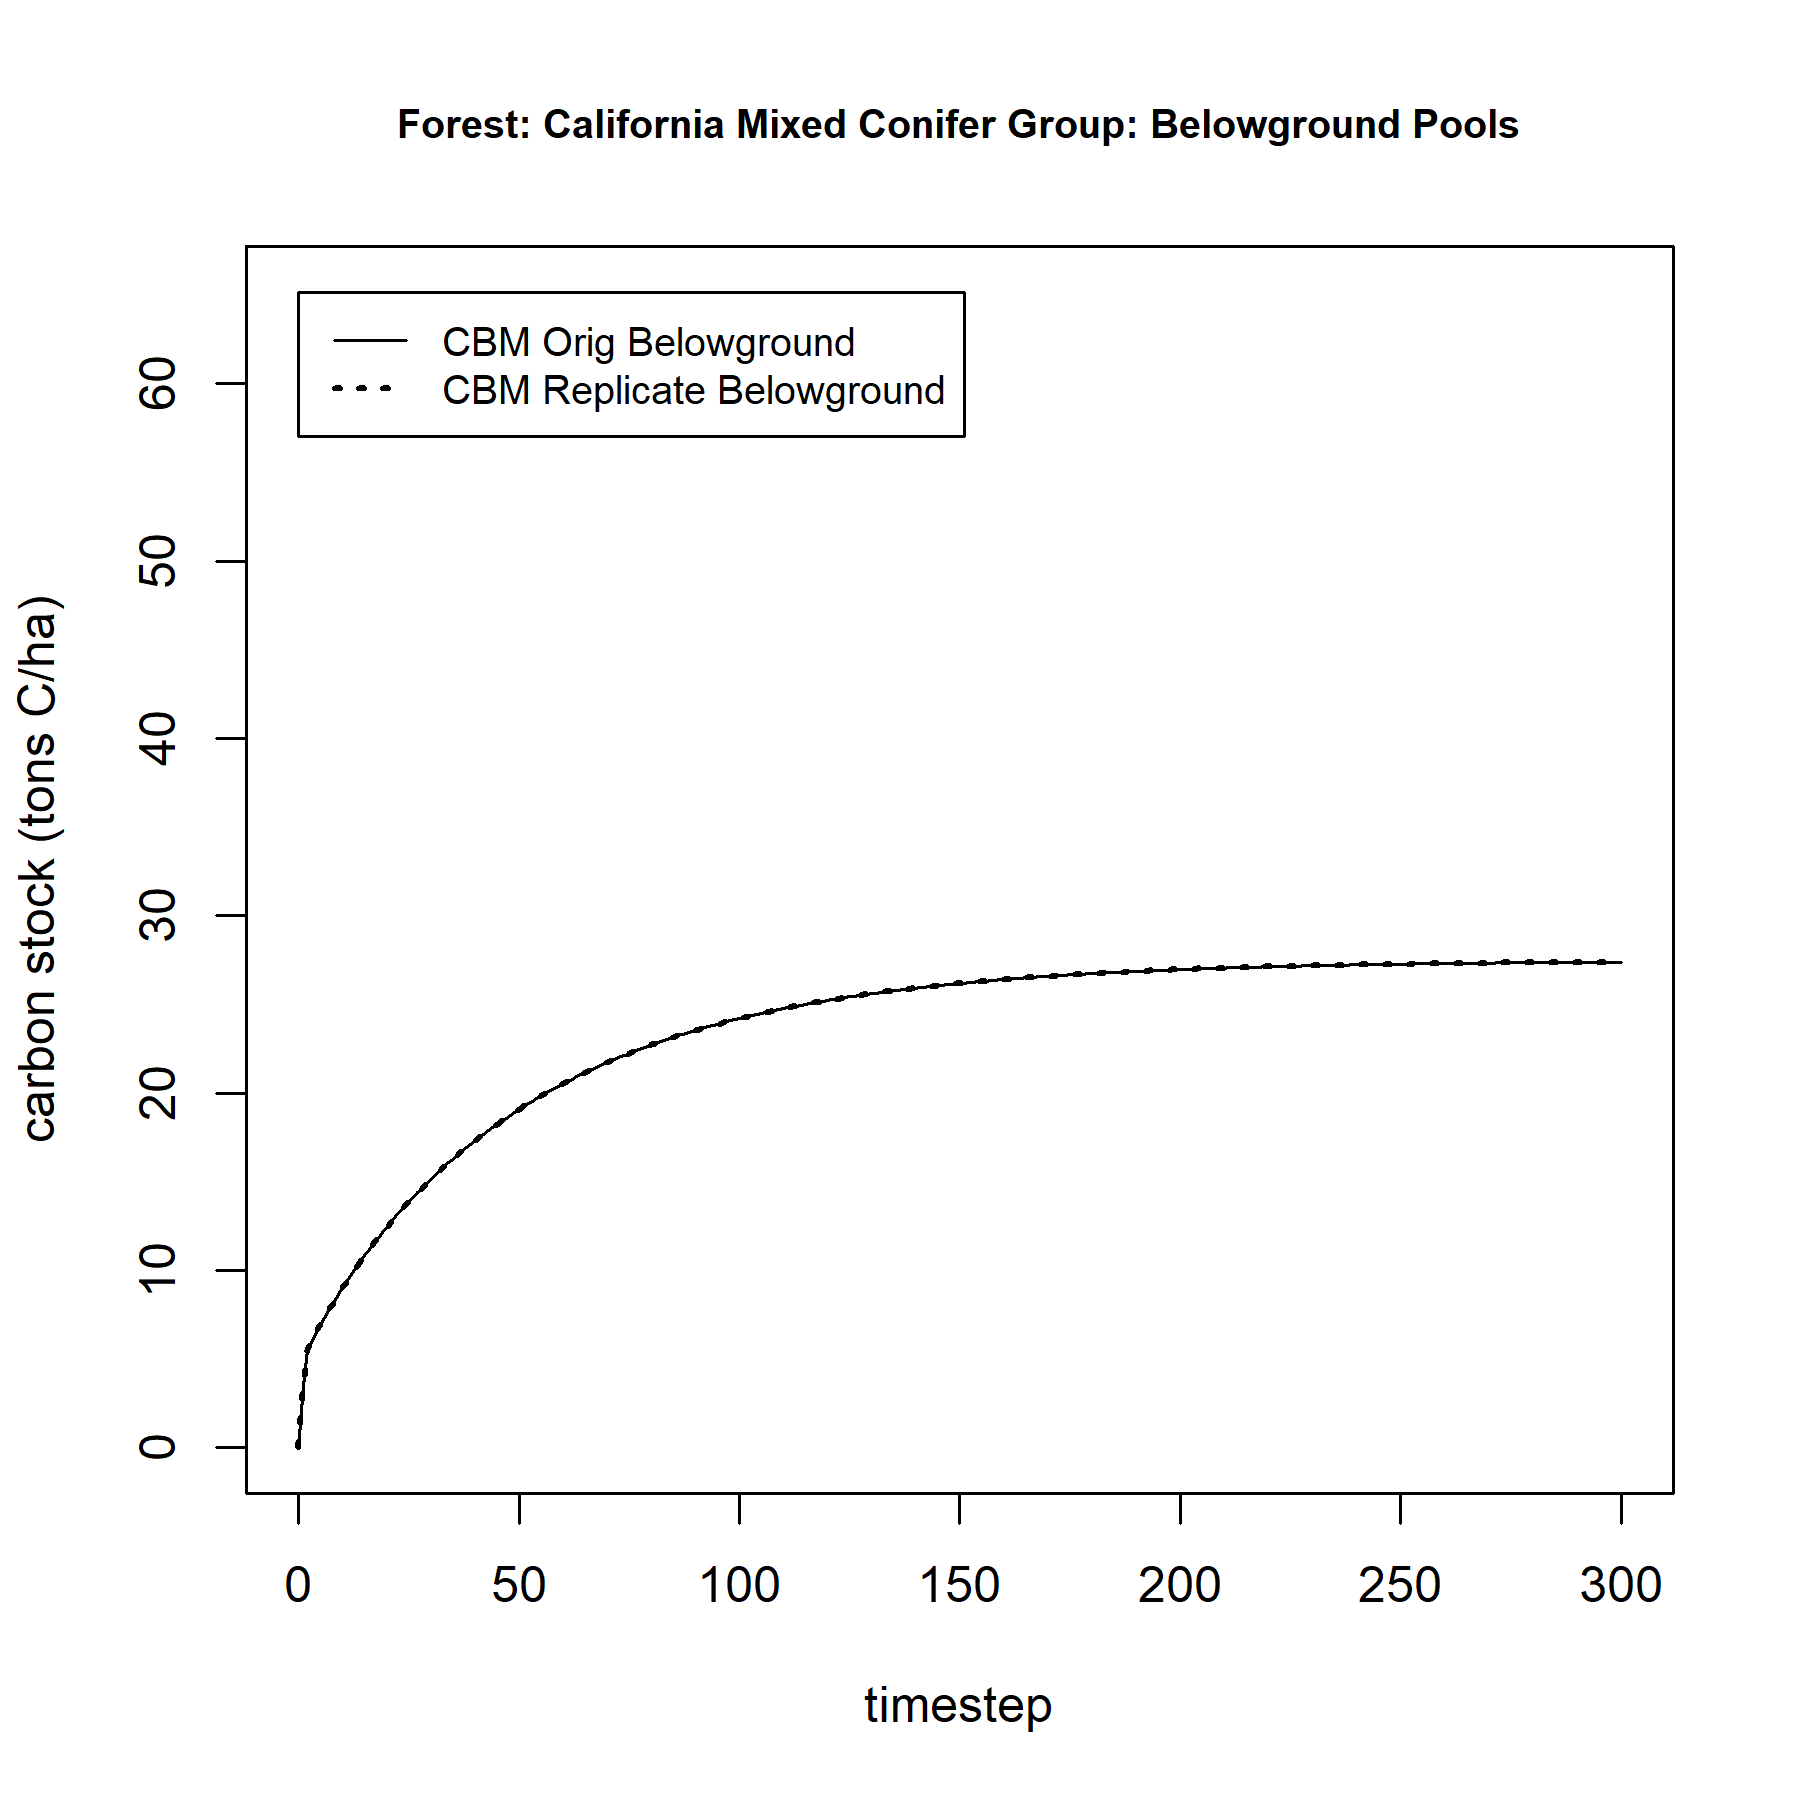 Forest: California Mixed Conifer Group: Belowground Pools
CBM Orig Belowground
CBM Replicate Belowground
60
50
40
30
20
10
0
carbon stock (tons C/ha)
0 50 100 150 200 250 300
timestep